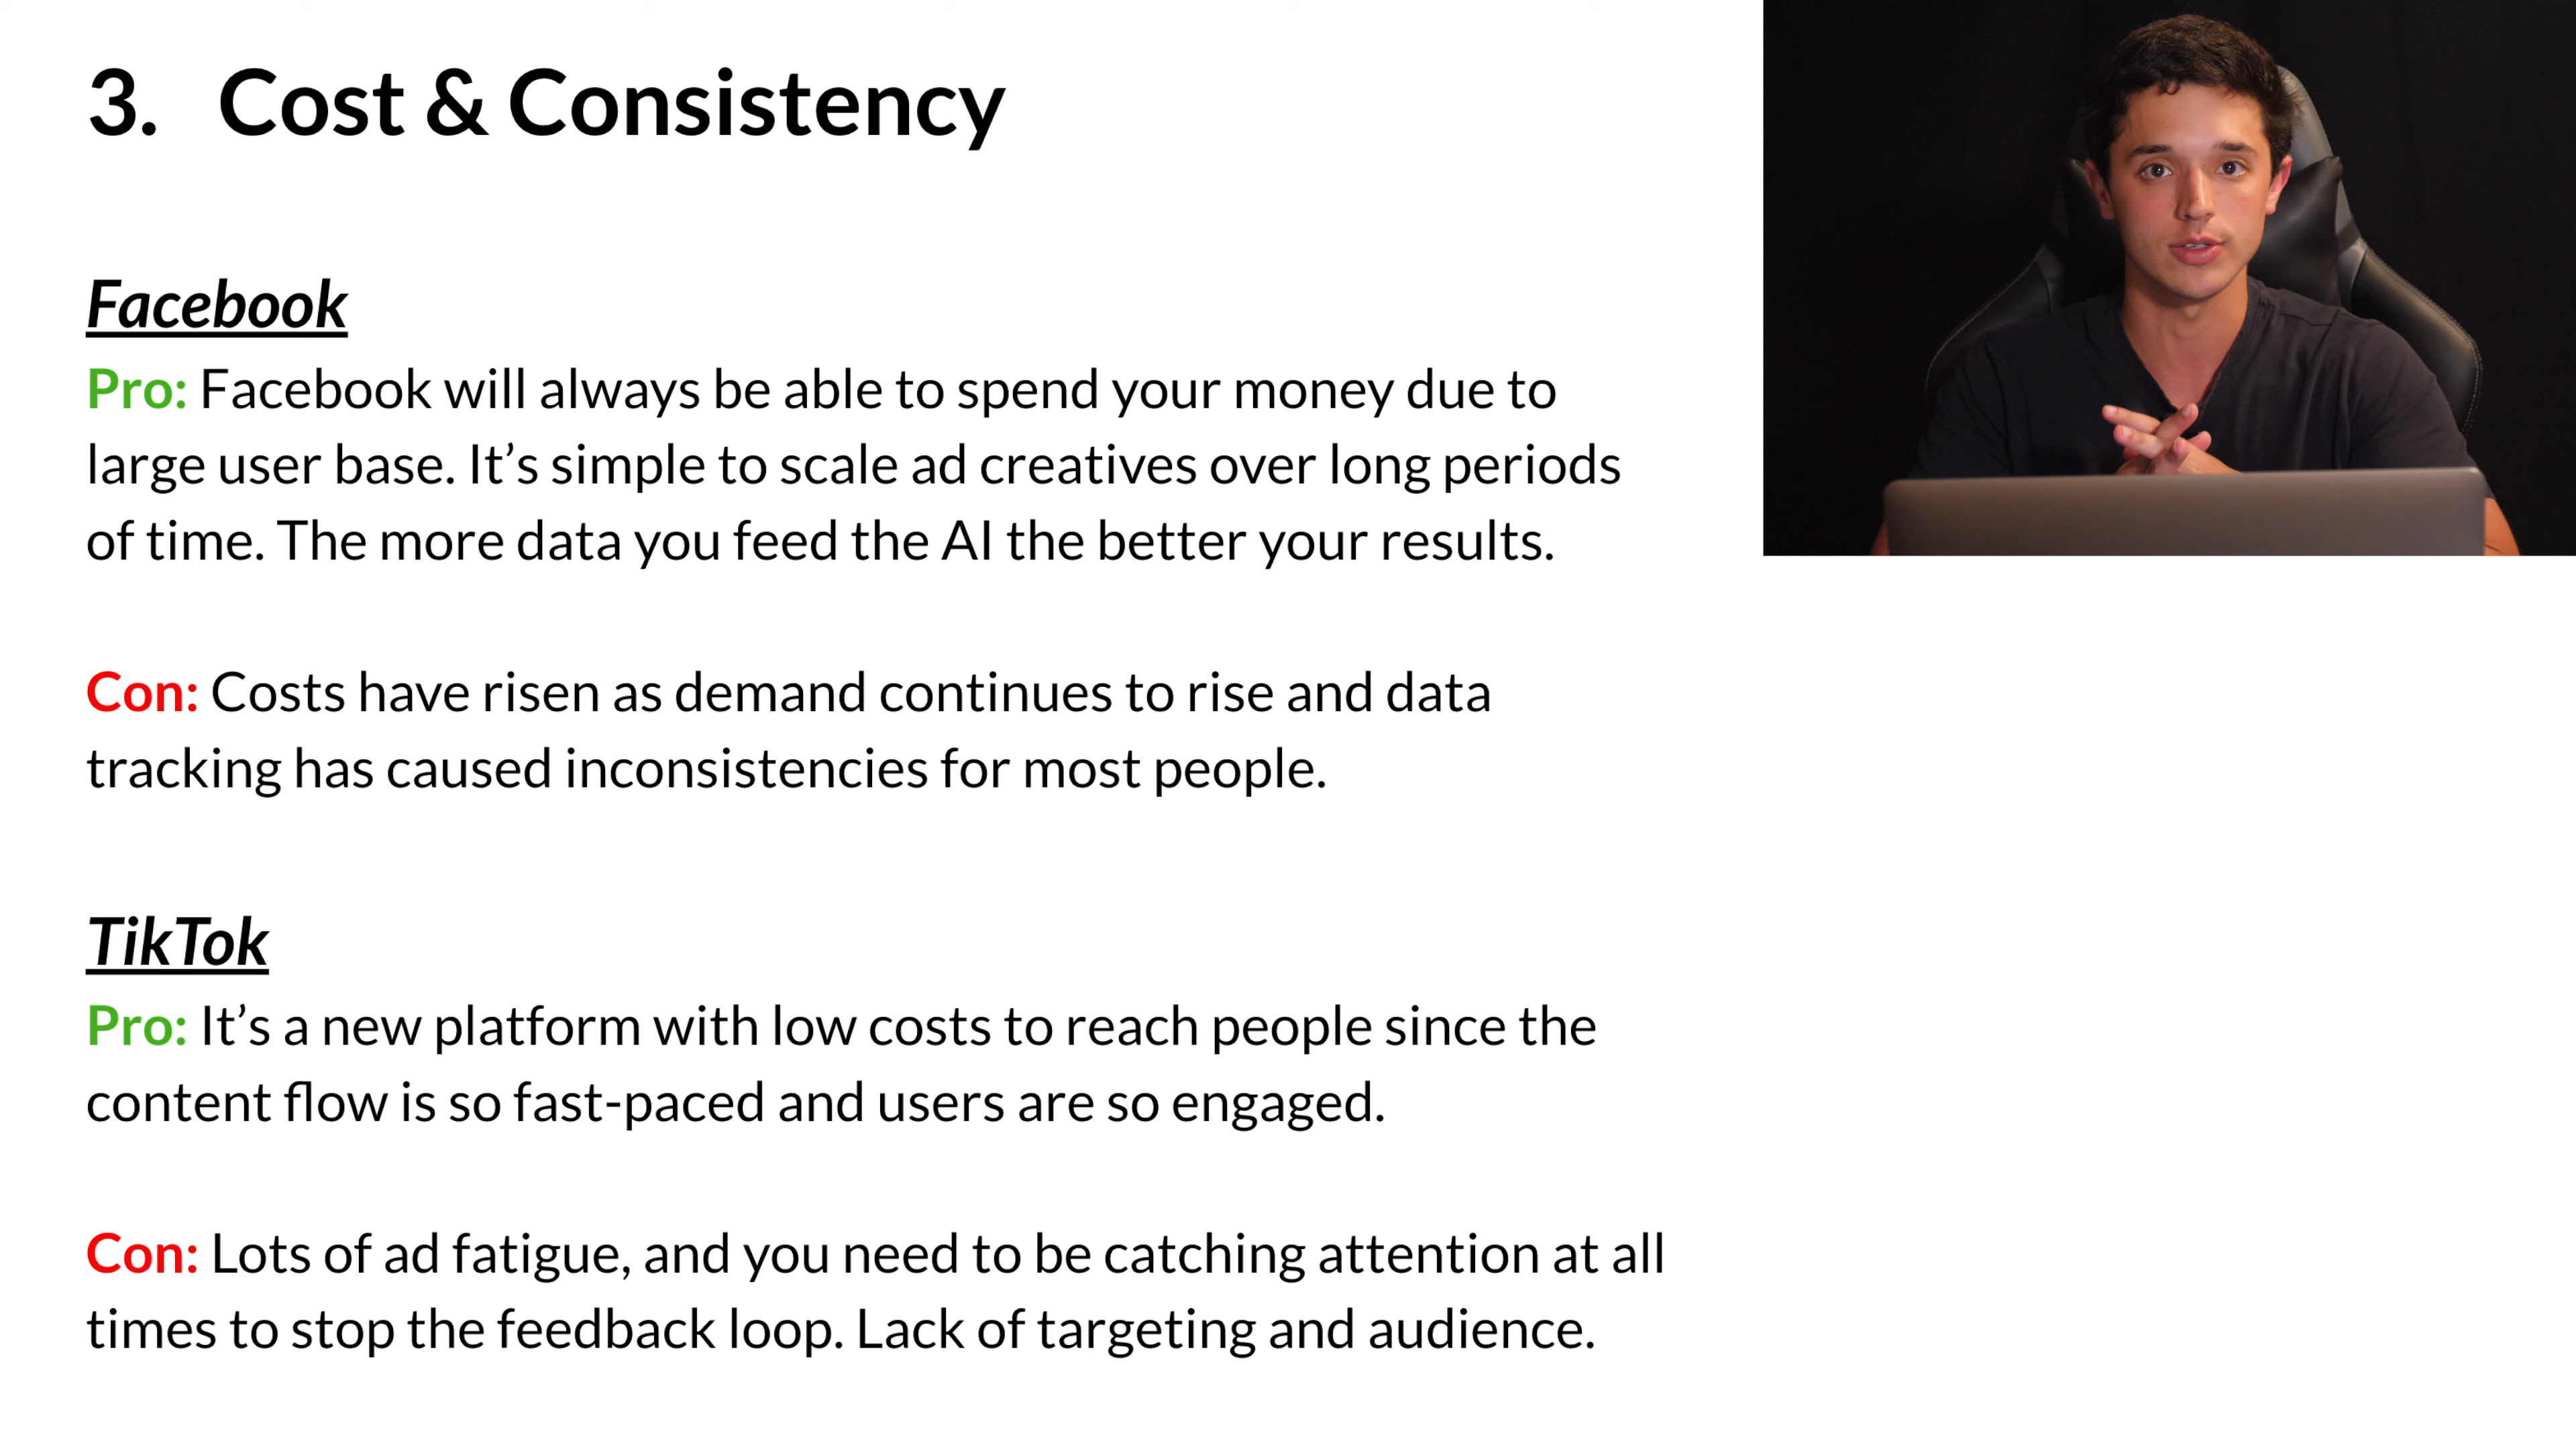 3. Cost & Consistency
Facebook
Pro: Facebook will always be able to spend your money due to
large user base. It’s simple to scale ad creatives over long periods
of time. The more data you feed the AI the better your results.
Con: Costs have risen as demand continues to rise and data
tracking has caused inconsistencies for most people.
TikTok
Pro: It’s a new platform with low costs to reach people since the
content flow is so fast-paced and users are so engaged.
Con: Lots of ad fatigue, and you need to be catching attention at all
times to stop the feedback loop. Lack of targeting and audience.